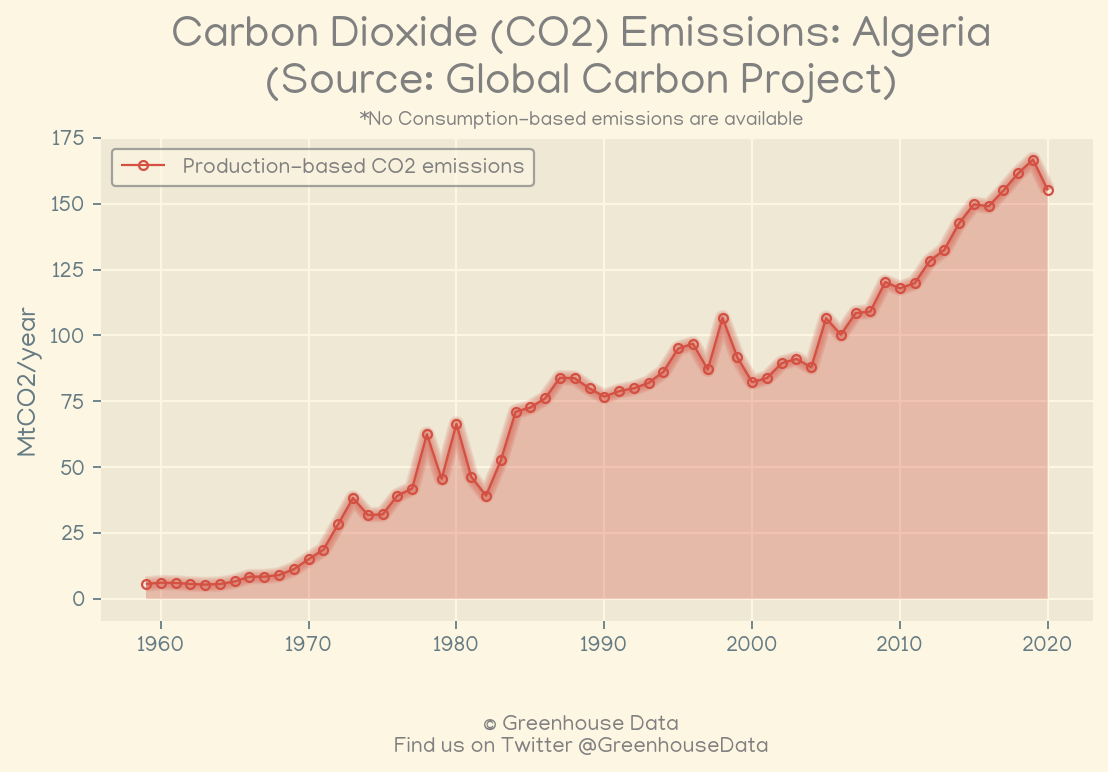 Carbon Dioxide (CO2) Emissions: Algeria
(Source: Global Carbon Project)
*No Consumption-based emissions are available
Production-based CO2 emissions
MtCO2/year
175
150
125
100
75
50
25
0
1960 1970 1980 1990 2000 2010 2020
© Greenhouse Data
Find us on Twitter @GreenhouseData